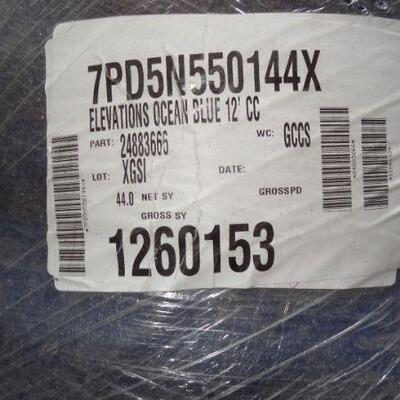 7PD5N550144X
ELEVATIONS OCEAN BLUE 12' CC
PART: 24883666 WC: GCCS
LOT: XGSI DATE:
44.0 NET SY GROSSPD
GROSS SY
1260153